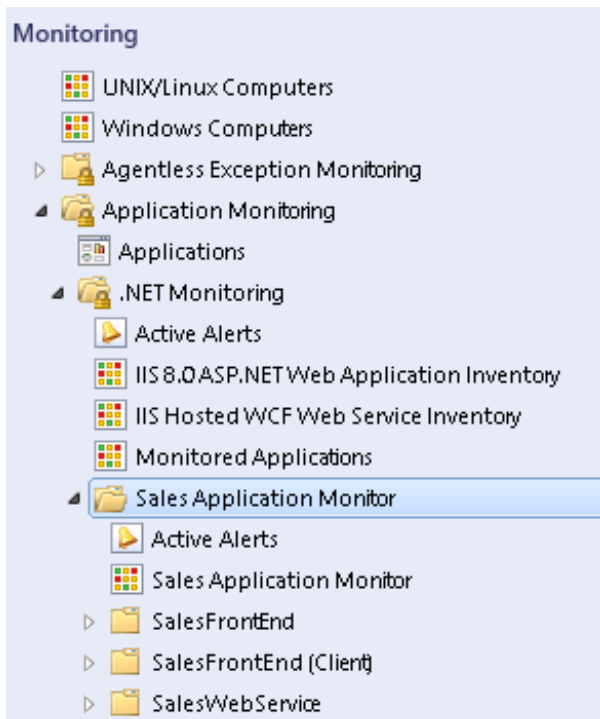 Monitoring
UNIX/Linux Computers
Windows Computers
Agentless Exception Monitoring
Application Monitoring
Applications
.NET Monitoring
Active Alerts
IIS 8.0 ASP.NET Web Application Inventory
IIS Hosted WCF Web Service Inventory
Monitored Applications
Sales Application Monitor
Active Alerts
Sales Application Monitor
SalesFrontEnd
SalesFrontEnd (Client)
SalesWebService